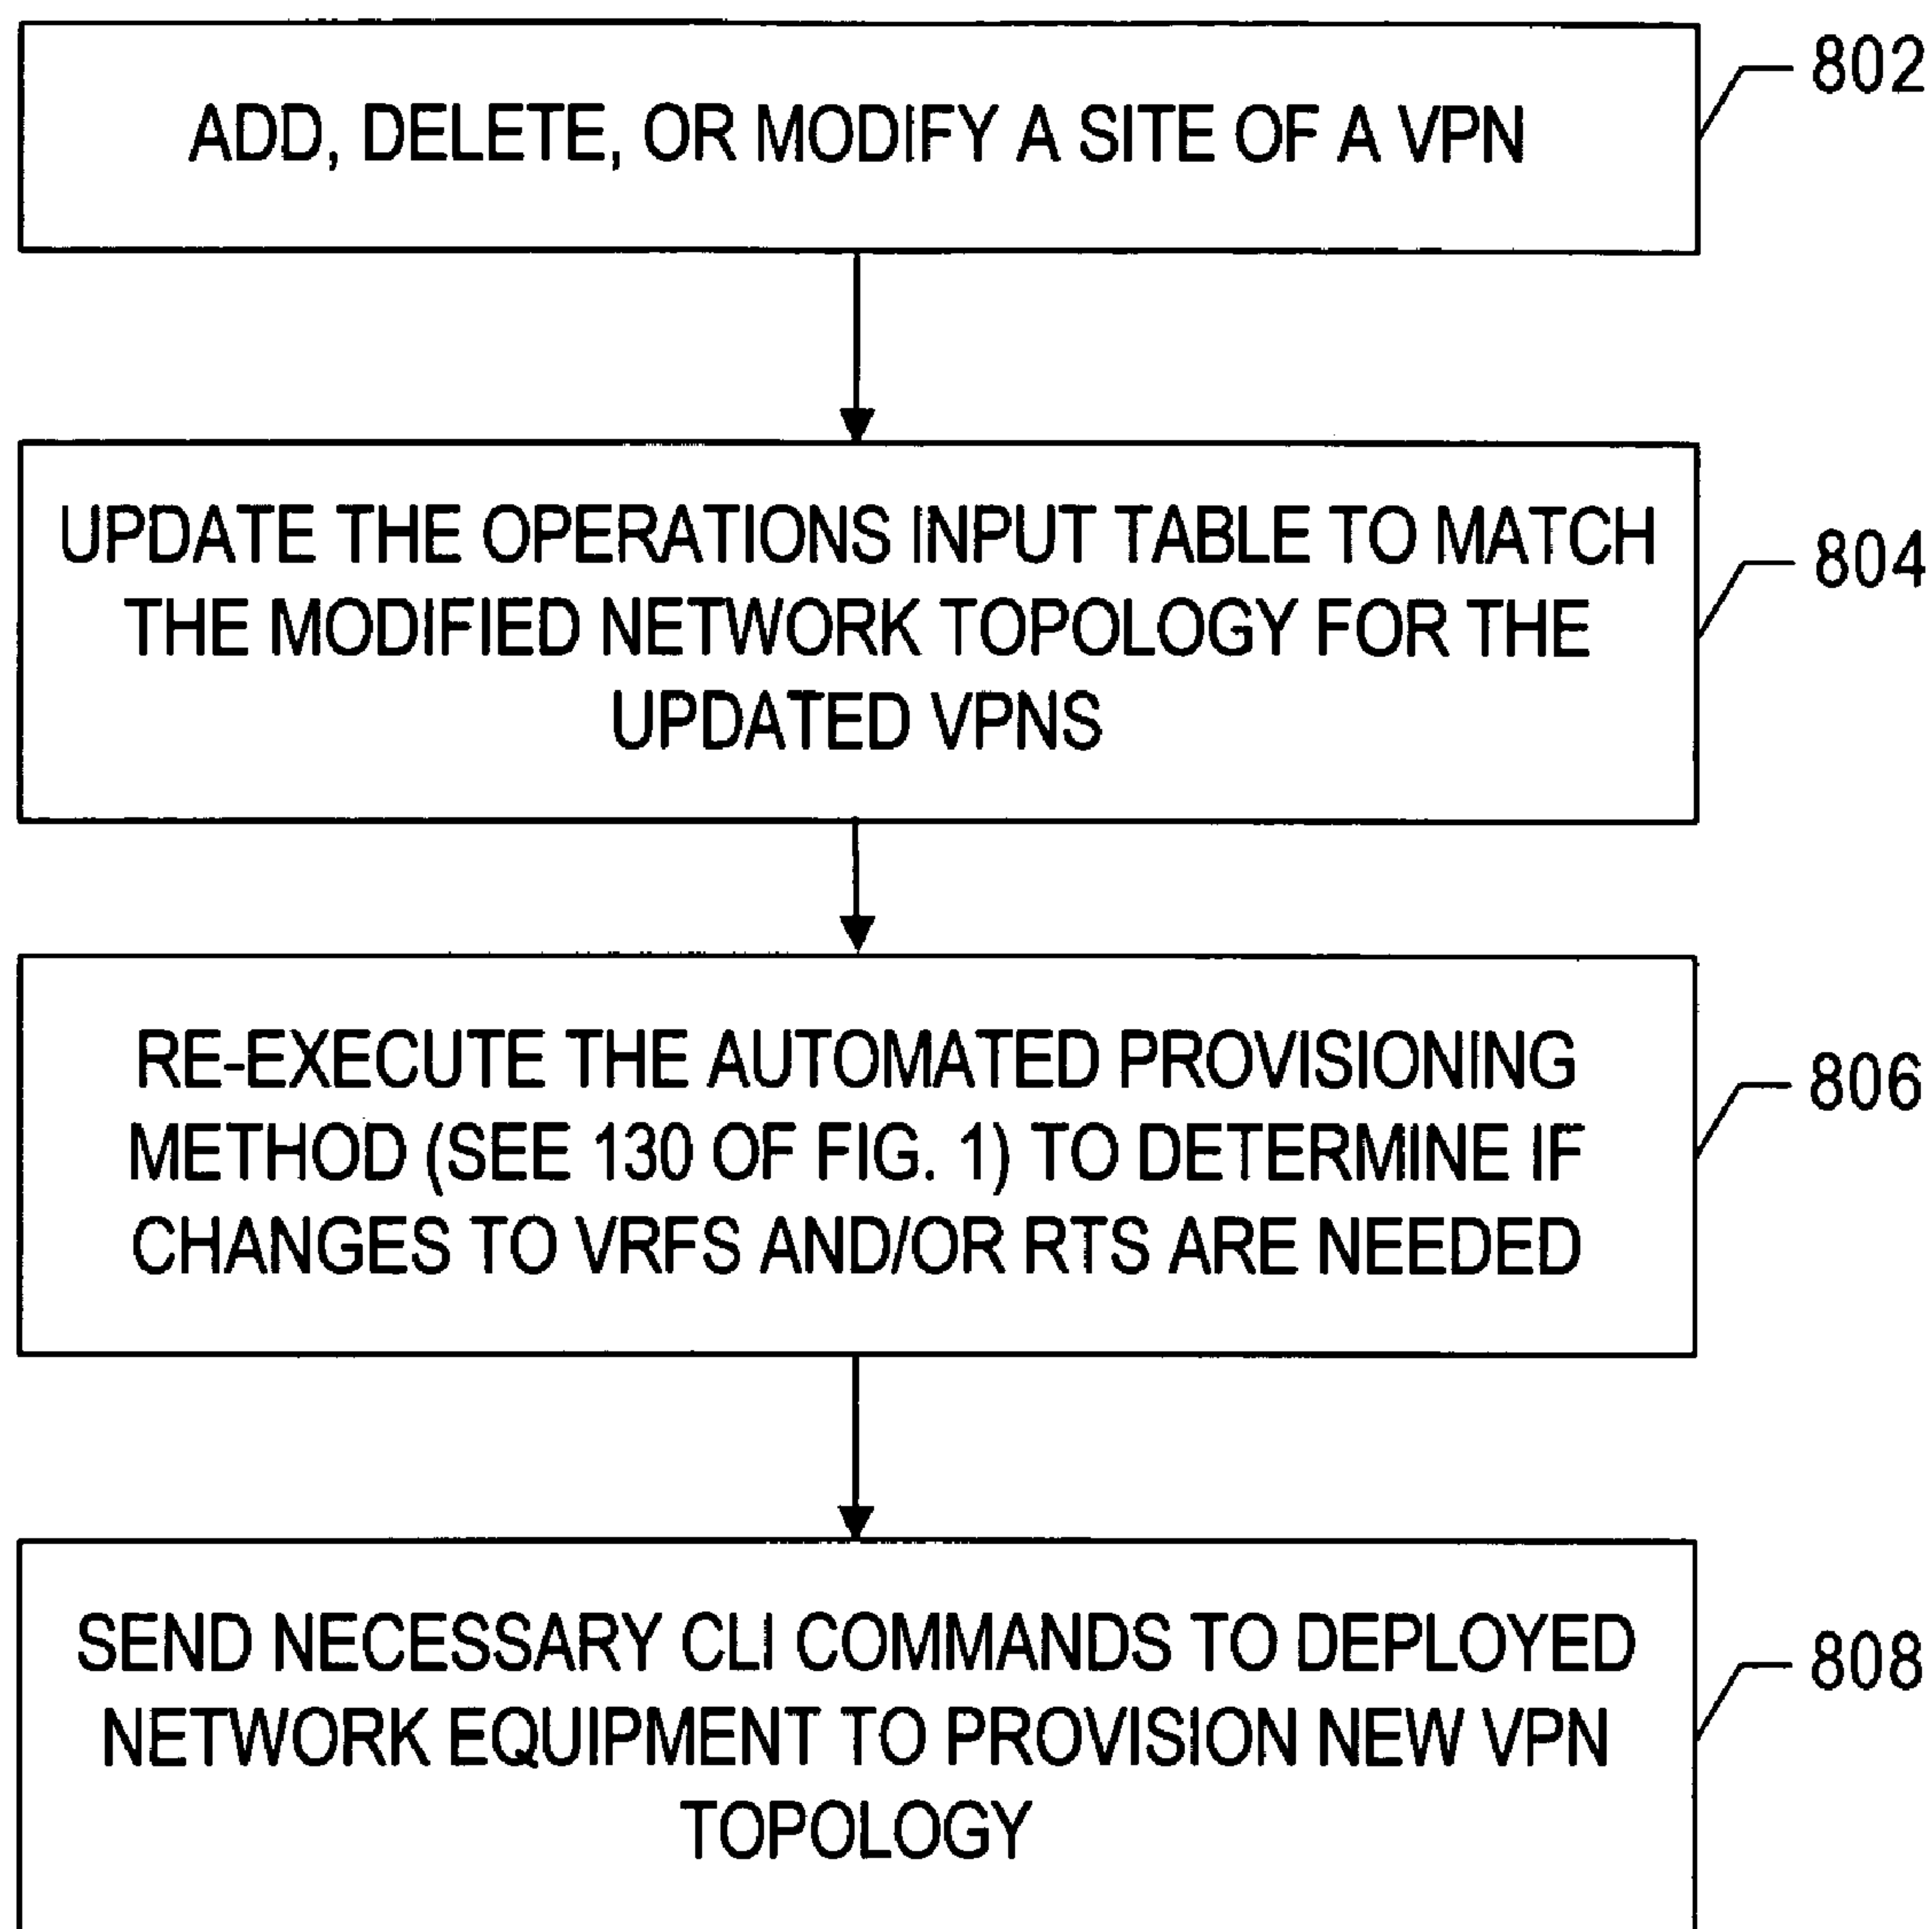 802
ADD, DELETE, OR MODIFY A SITE OF A VPN
UPDATE THE OPERATIONS INPUT TABLE TO MATCH
804
THE MODIFIED NETWORK TOPOLOGY FOR THE
UPDATED VPNS
RE-EXECUTE THE AUTOMATED PROVISIONING
806
METHOD (SEE 130 OF FIG. 1) TO DETERMINE IF
CHANGES TO VRFS AND/OR RTS ARE NEEDED
SEND NECESSARY CLI COMMANDS TO DEPLOYED
808
NETWORK EQUIPMENT TO PROVISION NEW VPN
TOPOLOGY